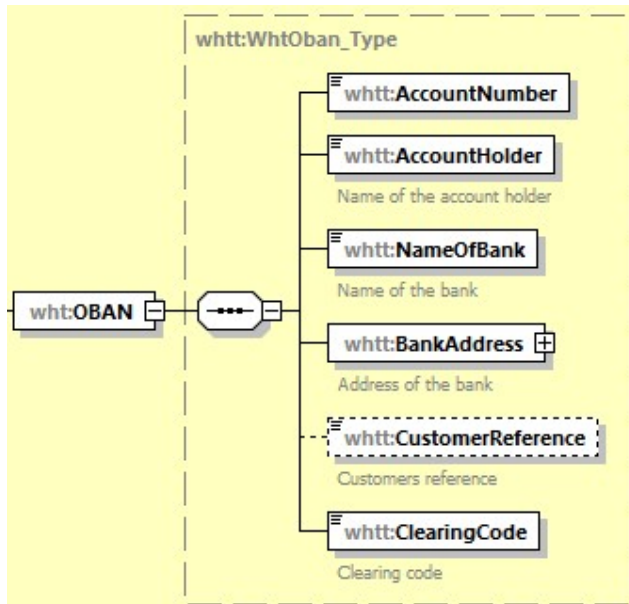 whtt:WhtOban_Type
whtt:AccountNumber
whtt:AccountHolder
Name of the account holder
whtt:NameOfBank
Name of the bank
wht:OBAN
whtt:BankAddress
Address of the bank
whtt:CustomerReference
Customers reference
whtt:ClearingCode
Clearing code